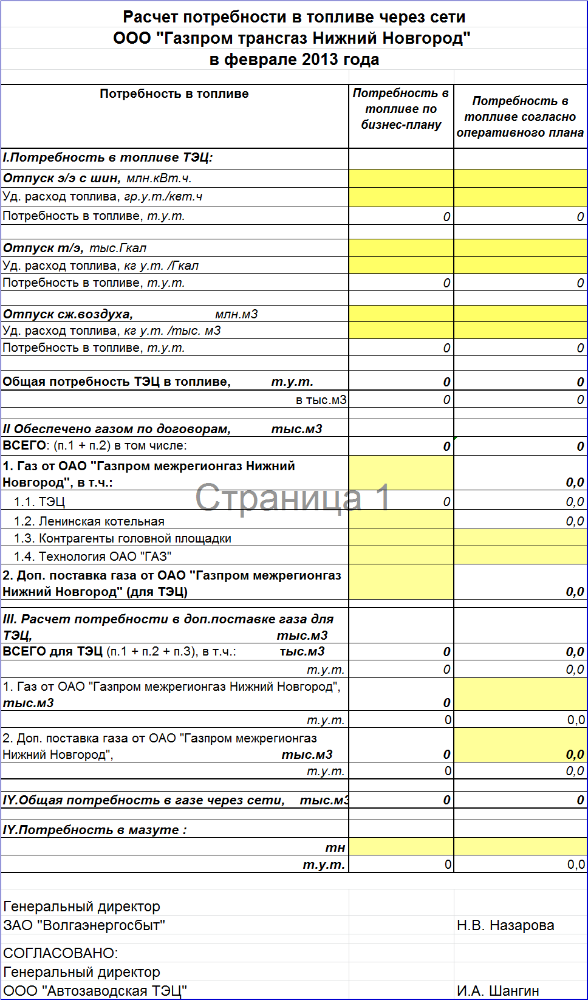 Расчет потребности в топливе через сети
ООО "Газпром трансгаз Нижний Новгород"
в феврале 2013 года
Потребность в топливе
Потребность в
топливе по
бизнес-плану
Потребность в
топливе согласно
оперативного плана
I.Потребность в топливе ТЭЦ:
Отпуск э/э с шин, млн.кВт.ч.
Уд. расход топлива, гр.у.т./квт.ч
Потребность в топливе, т.у.т. 0 0
Отпуск т/э, тыс.Гкал
Уд. расход топлива, кг у.т. /Гкал
Потребность в топливе, т.у.т. 0 0
Отпуск сж.воздуха, млн.м3
Уд. расход топлива, кг у.т. /тыс. м3
Потребность в топливе, т.у.т. 0 0
Общая потребность ТЭЦ в топливе, т.у.т. 0 0
в тыс.м3 0 0
II Обеспечено газом по договорам, тыс.м3
ВСЕГО: (п.1 + п.2) в том числе: 0 0
1. Газ от ОАО "Газпром межрегионгаз Нижний
Новгород", в т.ч.: 0,0
Страница 1
1.1. ТЭЦ 0 0,0
1.2. Ленинская котельная 0,0
1.3. Контрагенты головной площадки
1.4. Технология ОАО "ГАЗ"
2. Доп. поставка газа от ОАО "Газпром межрегионгаз
Нижний Новгород" (для ТЭЦ) 0,0
III. Расчет потребности в доп.поставке газа для
ТЭЦ, тыс.м3
ВСЕГО для ТЭЦ (п.1 + п.2 + п.3), в т.ч.: тыс.м3 0 0,0
т.у.т. 0 0,0
1. Газ от ОАО "Газпром межрегионгаз Нижний Новгород",
тыс.м3 0
т.у.т. 0 0,0
2. Доп. поставка газа от ОАО "Газпром межрегионгаз
Нижний Новгород", тыс.м3 0 0,0
т.у.т. 0 0,0
IY.Общая потребность в газе через сети, тыс.м3 0 0
IY.Потребность в мазуте :
тн
т.у.т. 0 0,0
Генеральный директор
ЗАО "Волгаэнергосбыт" Н.В. Назарова
СОГЛАСОВАНО:
Генеральный директор
ООО "Автозаводская ТЭЦ" И.А. Шангин